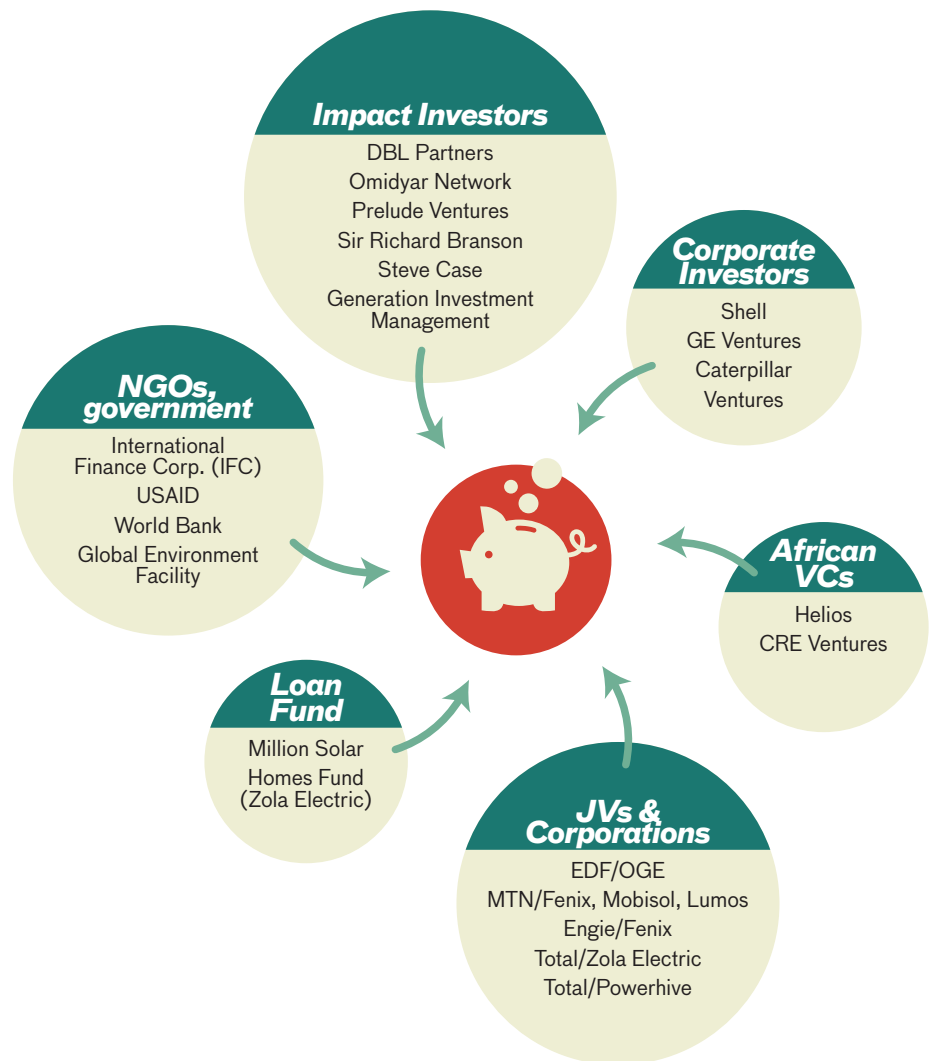 Impact Investors
DBL Partners
Omidyar Network
Prelude Ventures
Sir Richard Branson
Steve Case
Generation Investment
Management
Corporate
Investors
Shell
GE Ventures
Caterpillar
Ventures
NGOs,
government
International
Finance Corp. (IFC)
USAID
World Bank
Global Environment
Facility
African
VCs
Helios
CRE Ventures
Loan
Fund
Million Solar
Homes Fund
(Zola Electric)
JVs &
Corporations
EDF/OGE
MTN/Fenix, Mobisol, Lumos
Engie/Fenix
Total/Zola Electric
Total/Powerhive